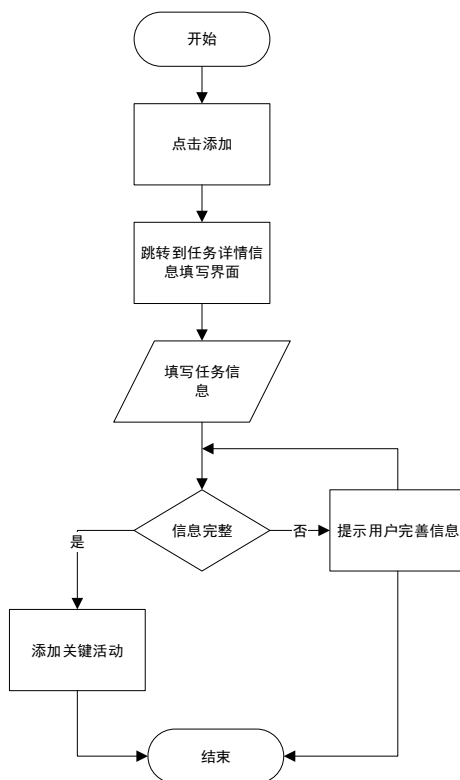 开始
点击添加
跳转到任务详情信
息填写界面
填写任务信
息
信息完整
否
提示用户完善信息
是
添加关键活动
结束